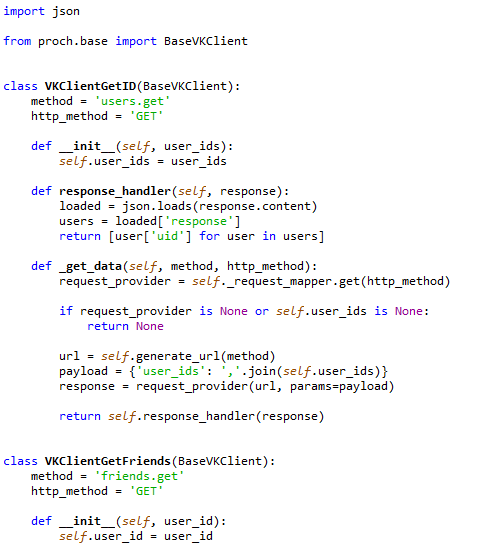 import json

from proch.base import BaseVKClient


class VKClientGetID(BaseVKClient):
    method = 'users.get'
    http_method = 'GET'

    def __init__(self, user_ids):
        self.user_ids = user_ids

    def response_handler(self, response):
        loaded = json.loads(response.content)
        users = loaded['response']
        return [user['uid'] for user in users]

    def _get_data(self, method, http_method):
        request_provider = self._request_mapper.get(http_method)

        if request_provider is None or self.user_ids is None:
            return None

        url = self.generate_url(method)
        payload = {'user_ids': ','.join(self.user_ids)}
        response = request_provider(url, params=payload)

        return self.response_handler(response)


class VKClientGetFriends(BaseVKClient):
    method = 'friends.get'
    http_method = 'GET'

    def __init__(self, user_id):
        self.user_id = user_id